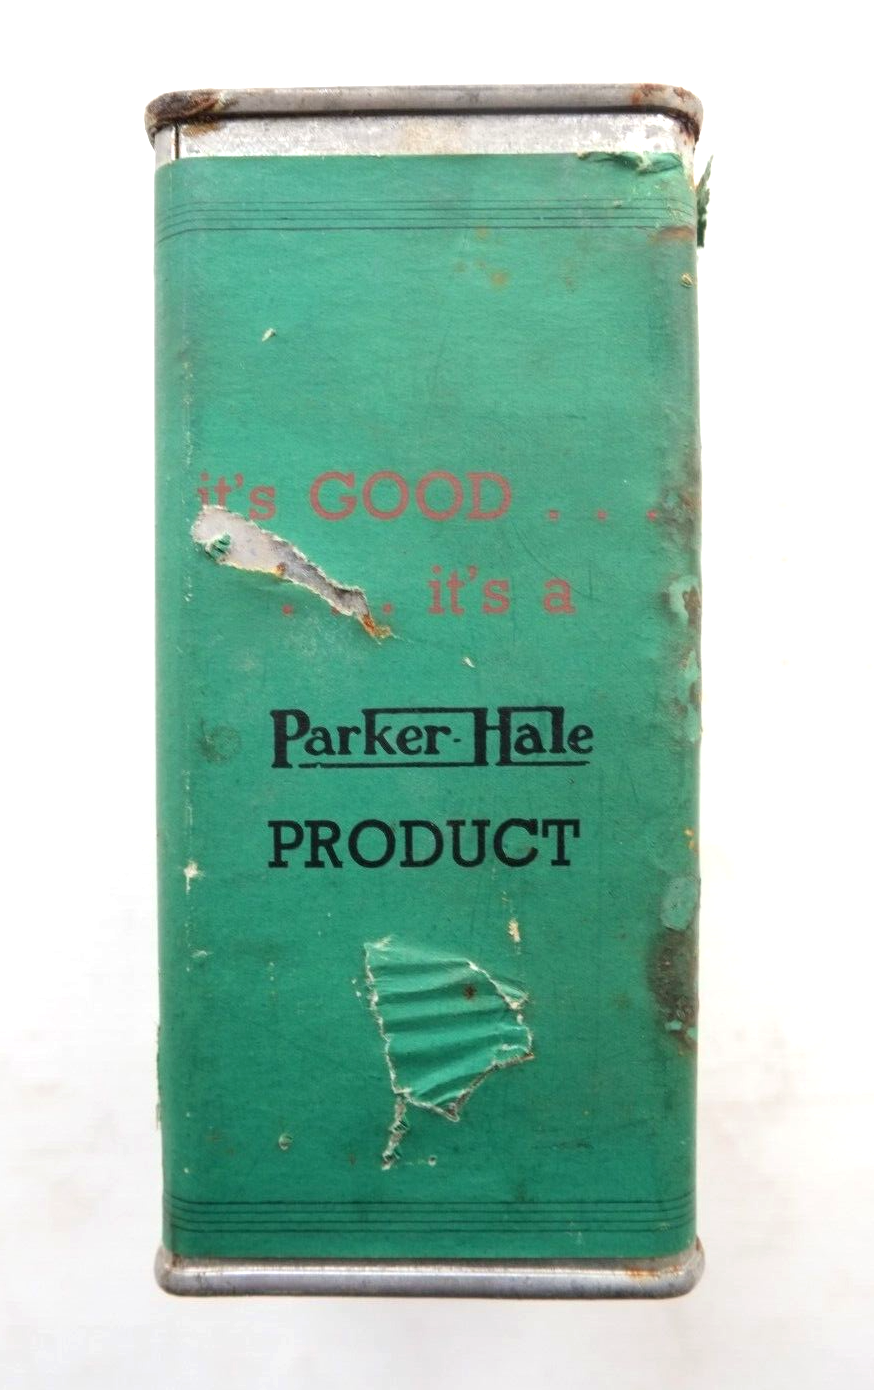 it's GOOD . . .
. . . it's a
Parker-Hale
PRODUCT